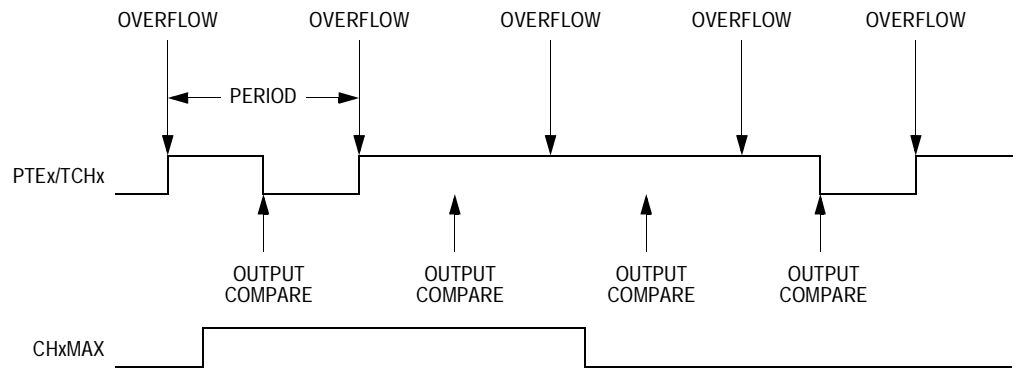 OVERFLOW OVERFLOW OVERFLOW OVERFLOW OVERFLOW
PERIOD
PTEx/TCHx
OUTPUT COMPARE
OUTPUT COMPARE
OUTPUT COMPARE
OUTPUT COMPARE
CHxMAX